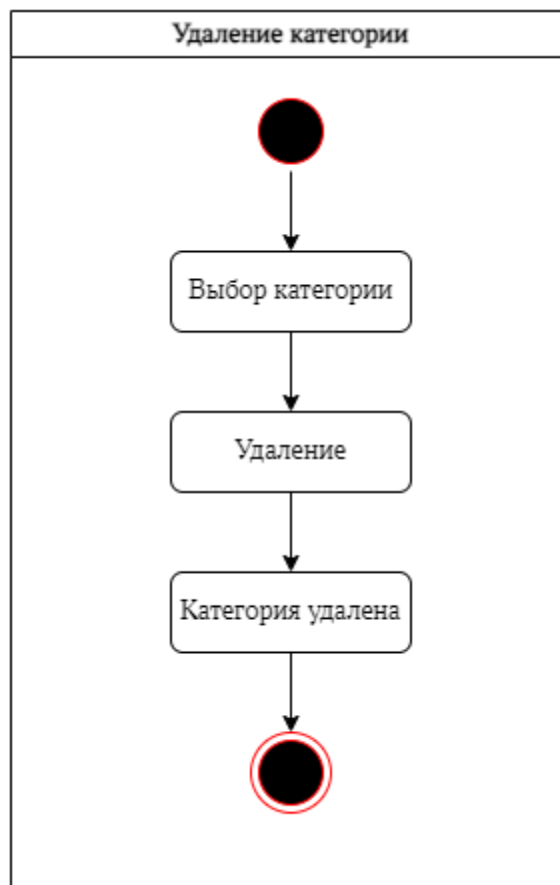 Удаление категории
Выбор категории
Удаление
Категория удалена